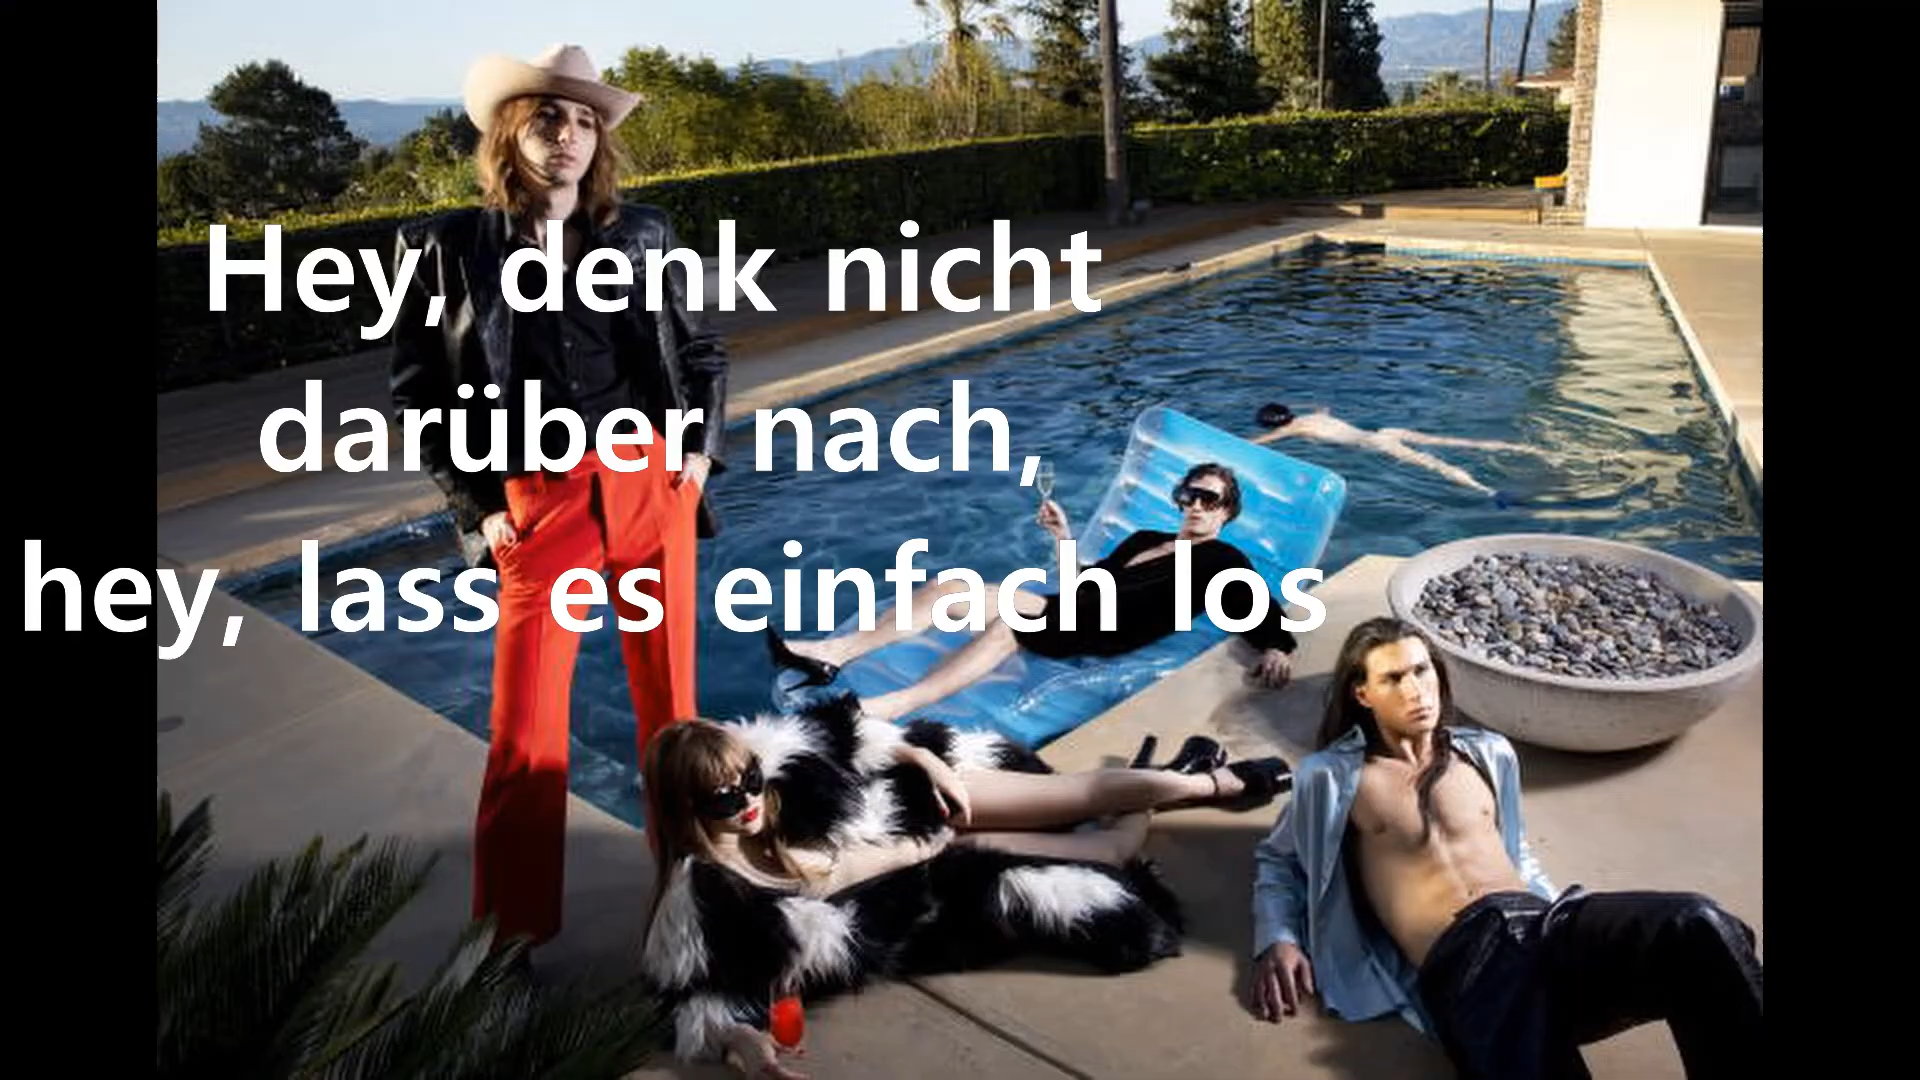 Hey, denk nicht
darüber nach,
hey, lass es einfach los